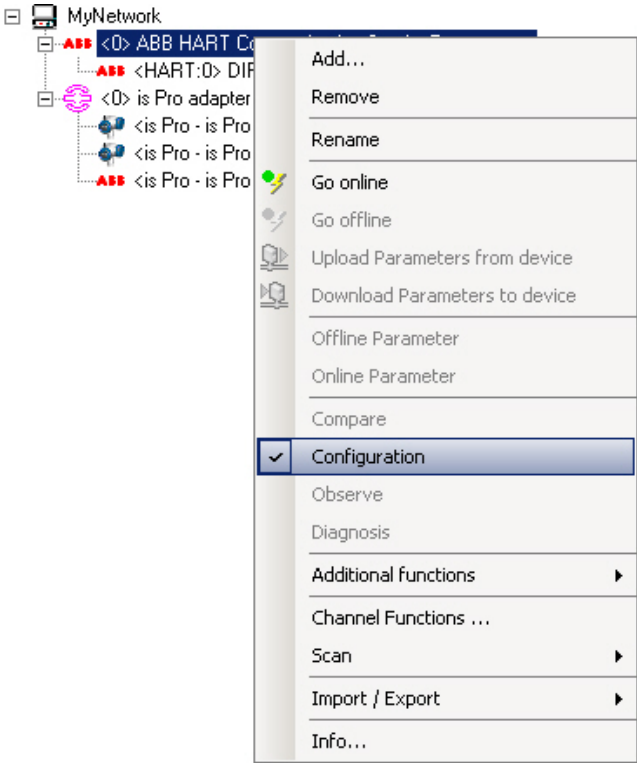 MyNetwork
ABB <0> ABB HART
ABB <HART:0>
<0> is Pro adapter
<is Pro - is Pro
<is Pro - is Pro
ABB <is Pro - is Pro
Add...
Remove
Rename
Go online
Go offline
Upload Parameters from device
Download Parameters to device
Offline Parameter
Online Parameter
Compare
Configuration
Observe
Diagnosis
Additional functions
Channel Functions ...
Scan
Import / Export
Info...